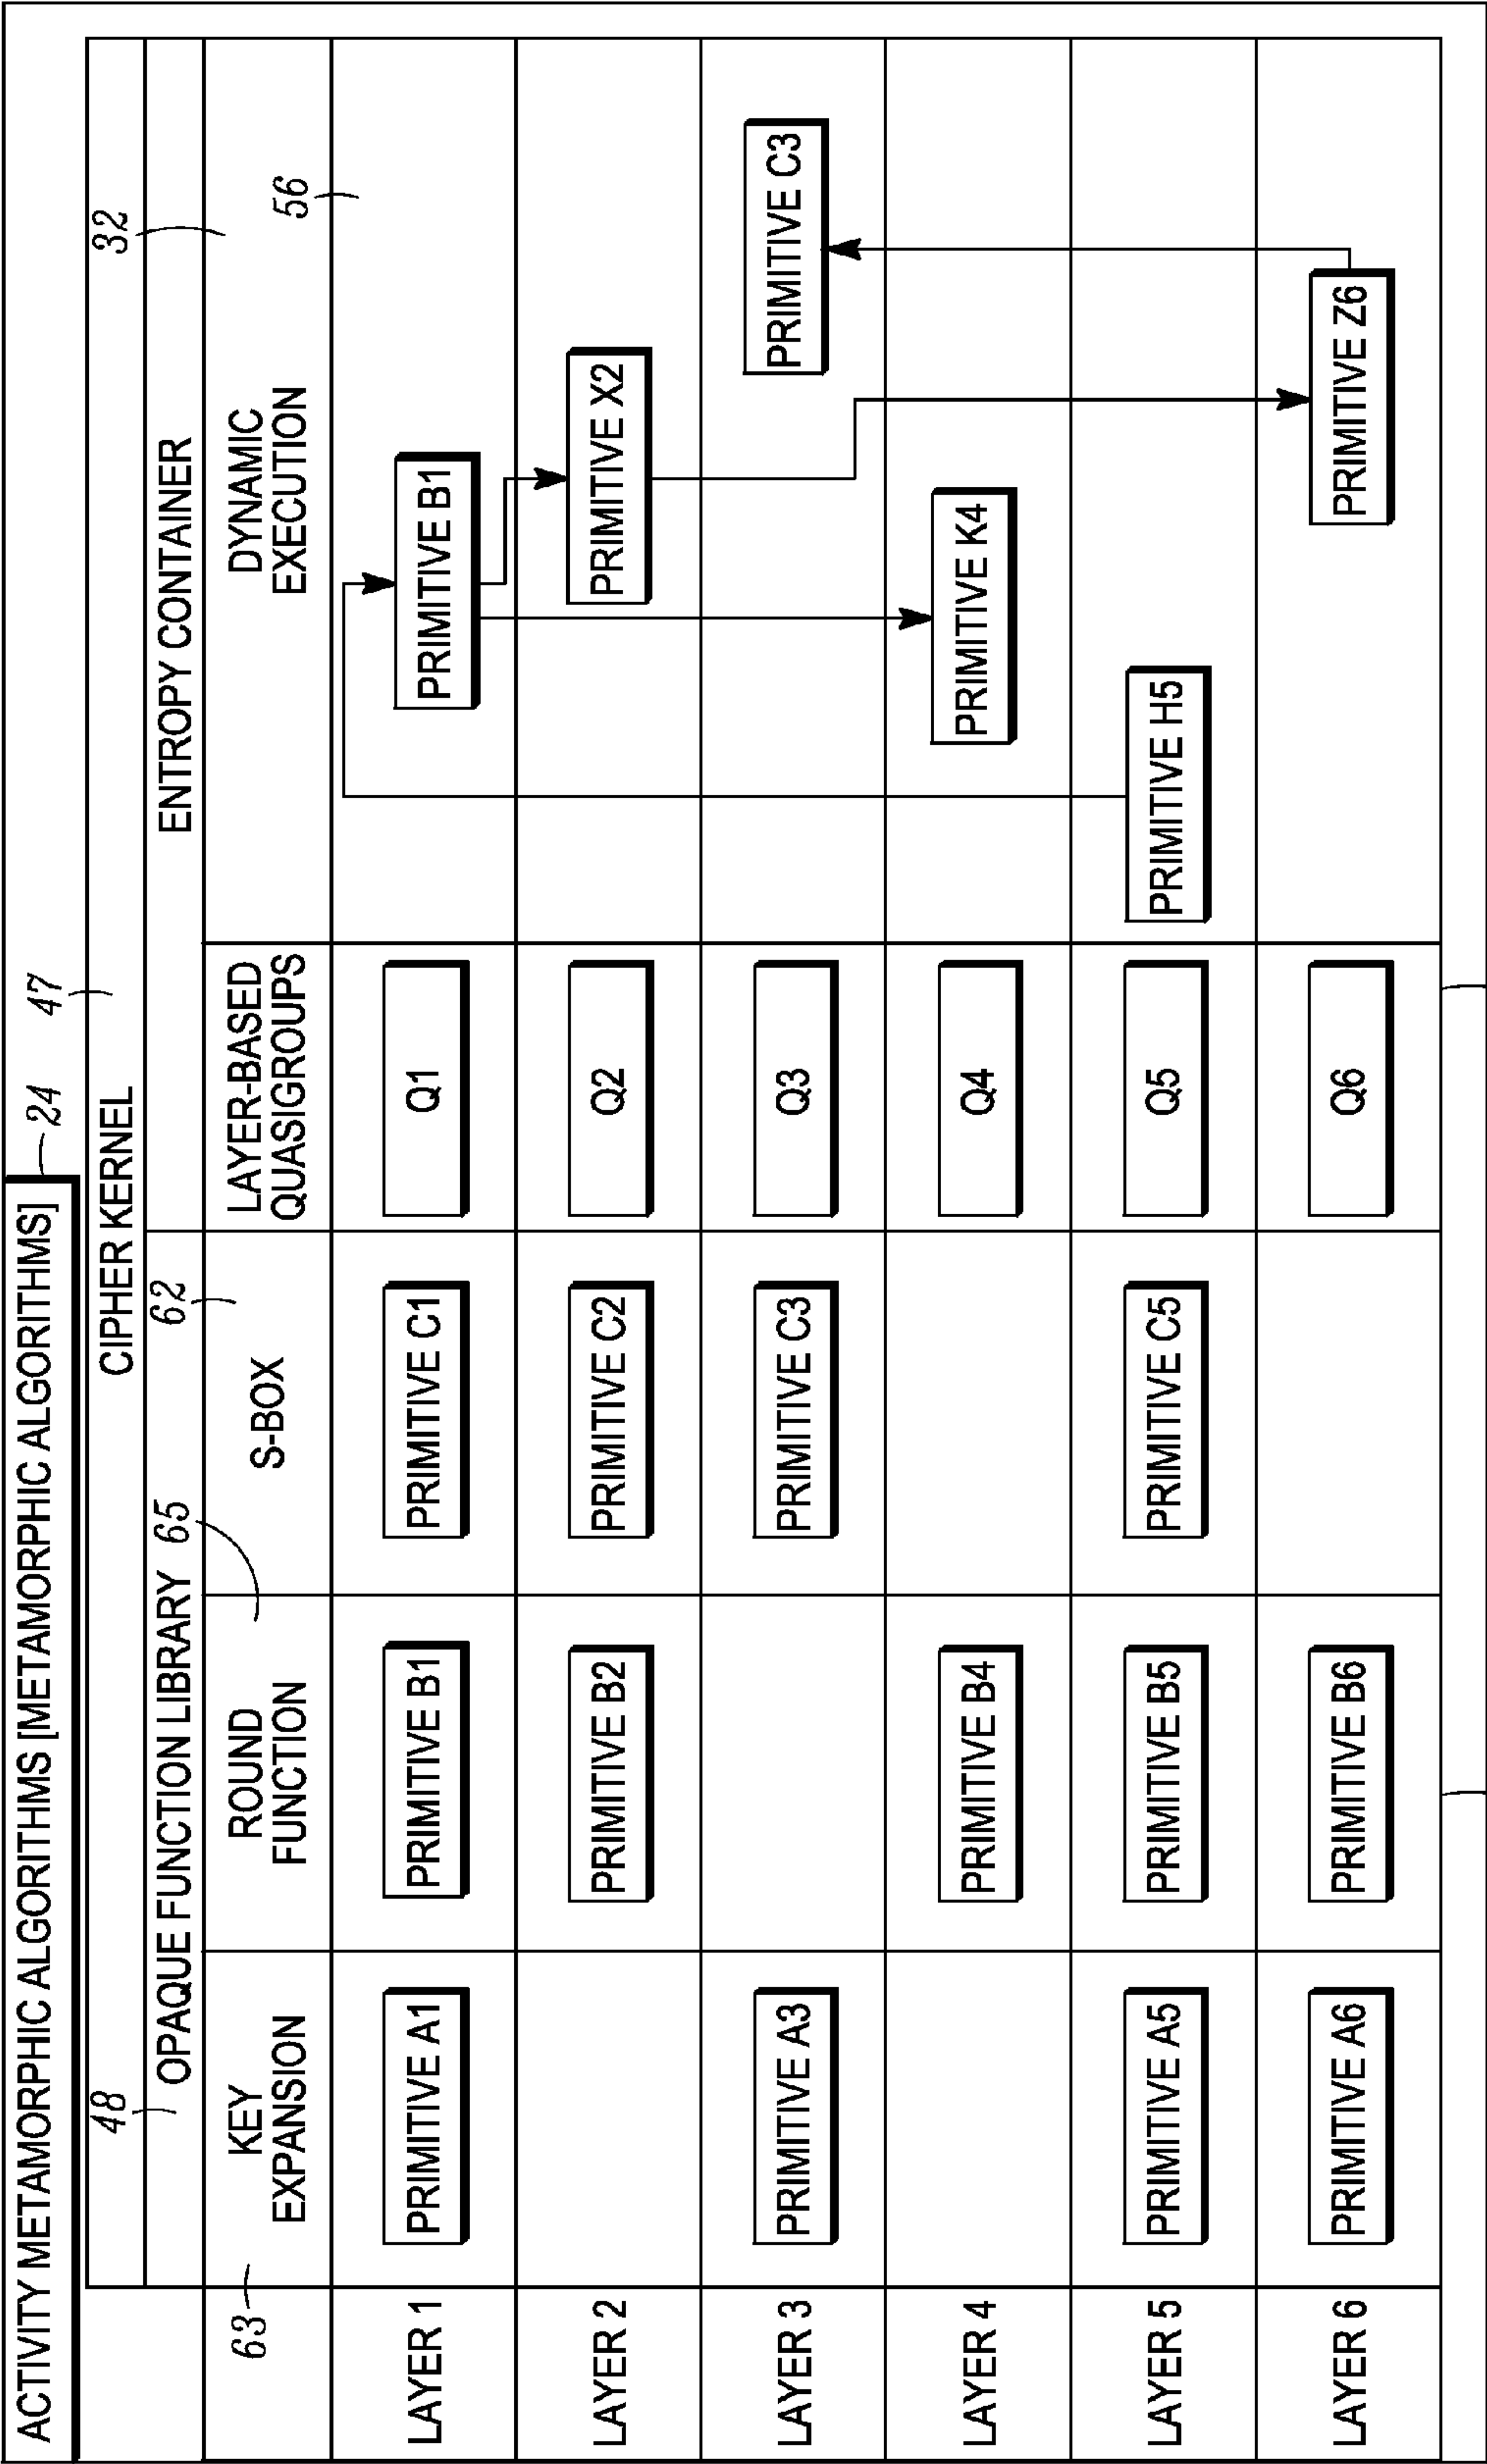 ACTIVITY METAMORPHIC ALGORITHMS [METAMORPHIC ALGORITHMS]
24
47
CIPHER KERNEL
48
32
OPAQUE FUNCTION LIBRARY
65
62
ENTROPY CONTAINER
63
KEY
EXPANSION
ROUND
FUNCTION
S-BOX
LAYER-BASED
QUASIGROUPS
DYNAMIC
EXECUTION
56
LAYER 1
PRIMITIVE A1
PRIMITIVE B1
PRIMITIVE C1
Q1
PRIMITIVE B1
LAYER 2
PRIMITIVE B2
PRIMITIVE C2
Q2
PRIMITIVE X2
LAYER 3
PRIMITIVE A3
PRIMITIVE C3
Q3
PRIMITIVE C3
LAYER 4
PRIMITIVE B4
Q4
PRIMITIVE K4
LAYER 5
PRIMITIVE A5
PRIMITIVE B5
PRIMITIVE C5
Q5
PRIMITIVE H5
LAYER 6
PRIMITIVE A6
PRIMITIVE B6
Q6
PRIMITIVE Z6